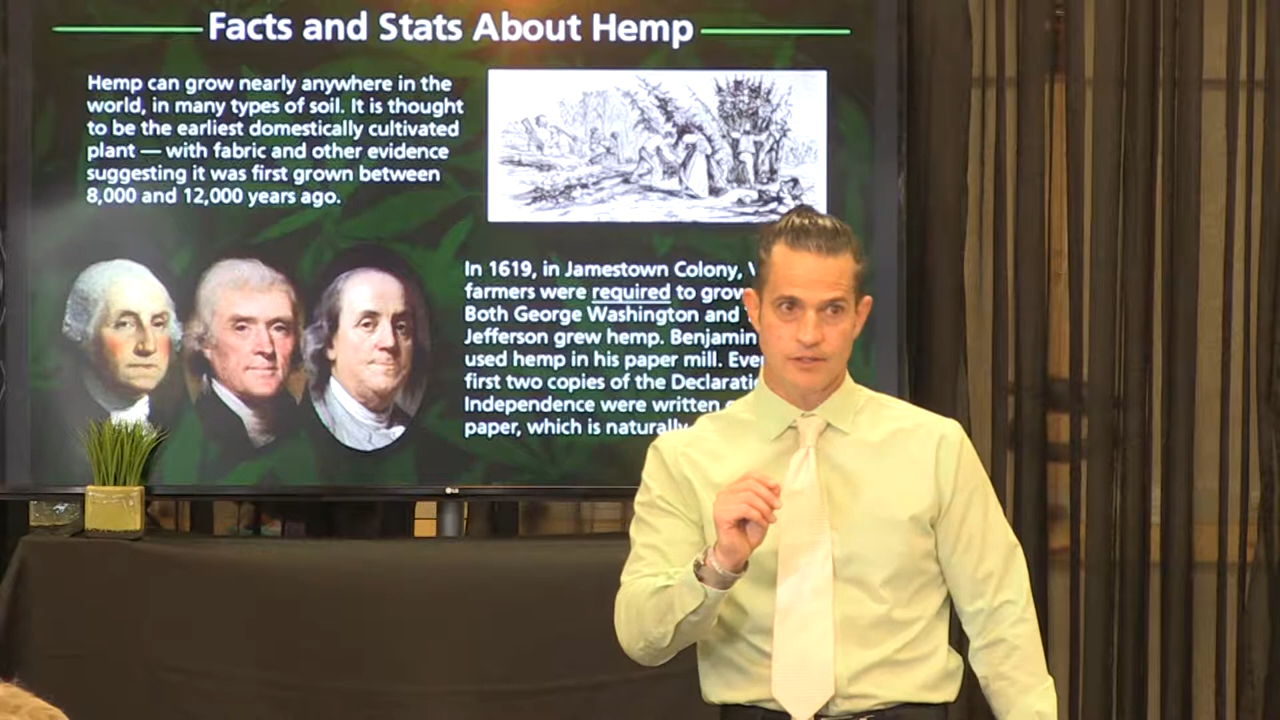 Facts and Stats About Hemp
Hemp can grow nearly anywhere in the
world, in many types of soil. It is thought
to be the earliest domestically cultivated
plant — with fabric and other evidence
suggesting it was first grown between
8,000 and 12,000 years ago.
In 1619, in Jamestown Colony,
farmers were required to grow
Both George Washington and
Jefferson grew hemp. Benjamin
used hemp in his paper mill.
first two copies of the
Independence were written
paper, which is naturally
LG